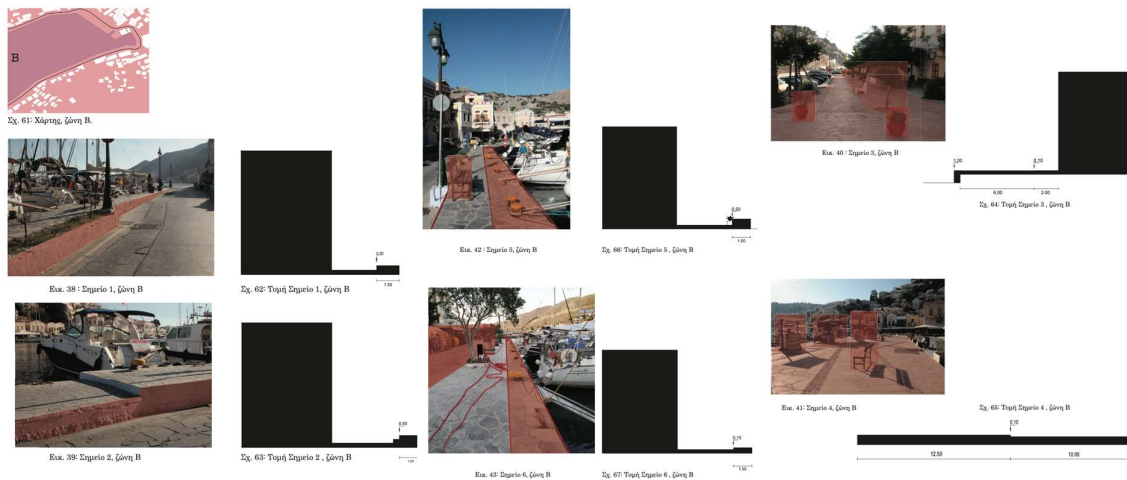 B
Σχ. 61: Χάρτης, ζώνη Β.
Εικ. 38 : Σημείο 1, ζώνη Β
0,20
1.50
Σχ. 62: Τομή Σημείο 1, ζώνη Β
Εικ. 39: Σημείο 2, ζώνη Β
0,50
Σχ. 63: Τομή Σημείο 2 , ζώνη Β
Εικ. 42 : Σημείο 5, ζώνη Β
0,50
1.50
Σχ. 66: Τομή Σημείο 5 , ζώνη Β
Εικ. 43: Σημείο 6, ζώνη Β
0,15
1.50
Σχ. 67: Τομή Σημείο 6 , ζώνη Β
Εικ. 40 : Σημείο 3, ζώνη Β
1,00
0,10
6.00
2.00
Σχ. 64: Τομή Σημείο 3 , ζώνη Β
Εικ. 41: Σημείο 4, ζώνη Β
Σχ. 65: Τομή Σημείο 4 , ζώνη Β
0,10
12.50
10.00